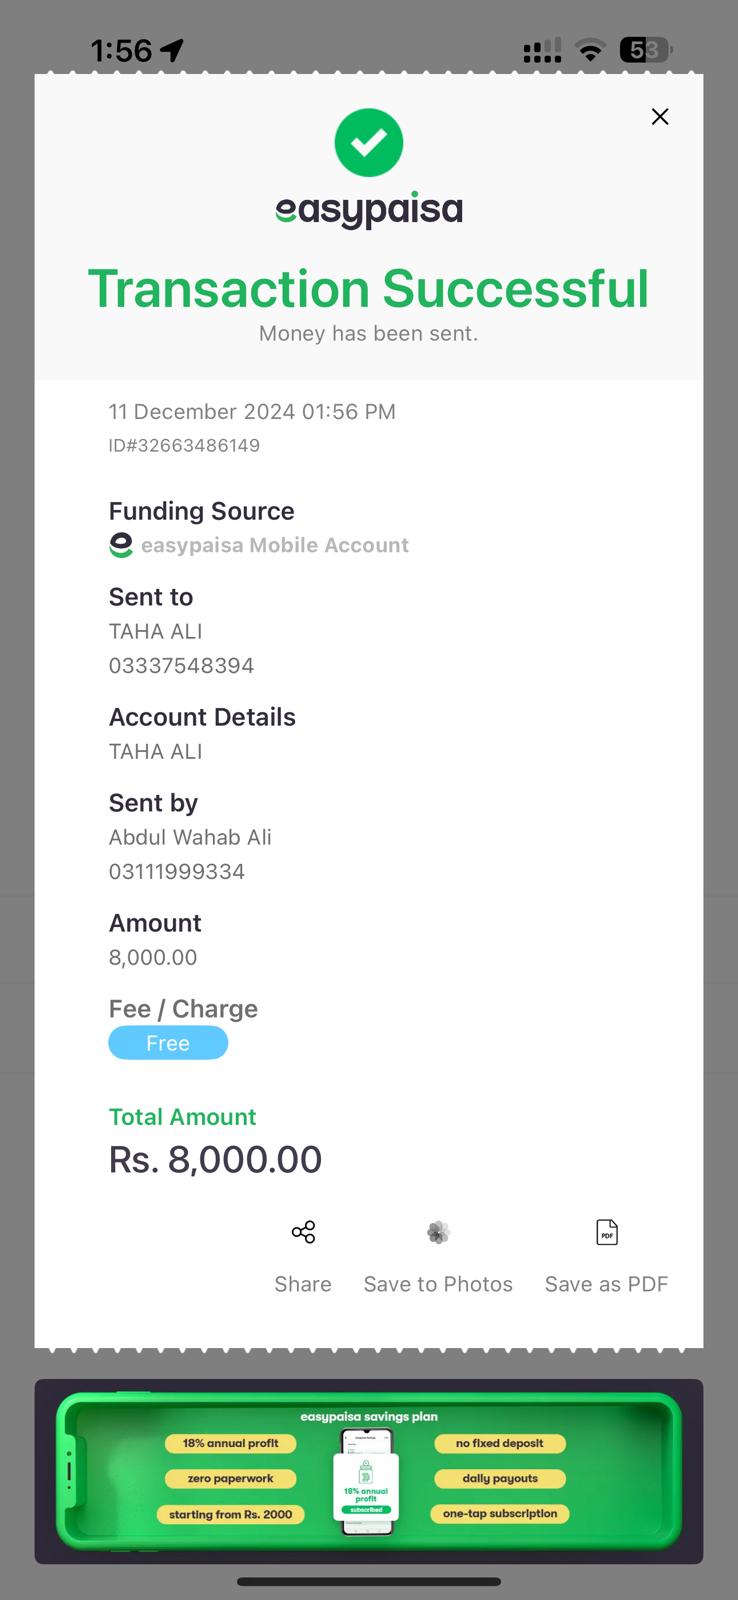 1:56
53
easypaisa
Transaction Successful
Money has been sent.
11 December 2024 01:56 PM
ID#32663486149
Funding Source
easypaisa Mobile Account
Sent to
TAHA ALI
03337548394
Account Details
TAHA ALI
Sent by
Abdul Wahab Ali
03111999334
Amount
8,000.00
Fee / Charge
Free
Total Amount
Rs. 8,000.00
PDF
Share Save to Photos Save as PDF
easypaisa savings plan
18% annual profit
zero paperwork
starting from Rs. 2000
18% annual
profit
subscribed
no fixed deposit
daily payouts
one-tap subscription